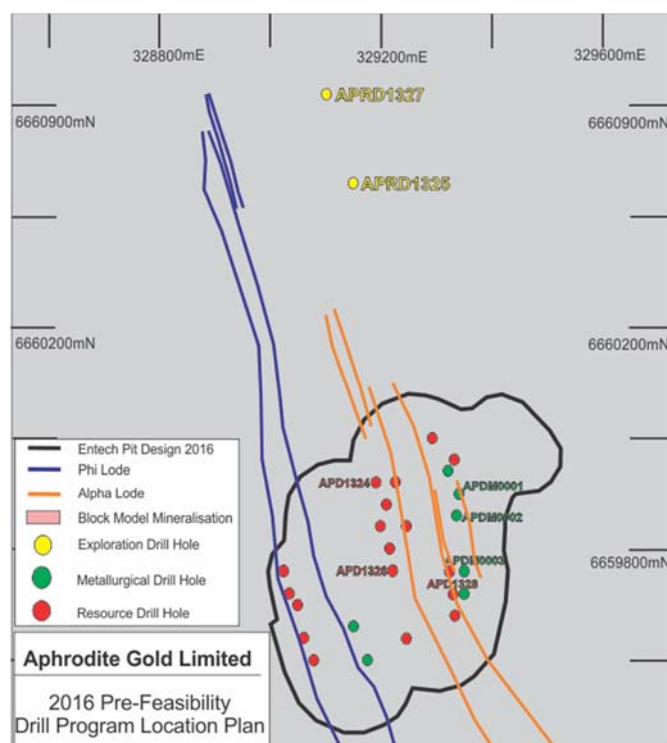 328800mE 329200mE 329600mE
APRD1327
6660900mN 6660900mN
APRD1325
6660200mN 6660200mN
Entech Pit Design 2016
Phi Lode
Alpha Lode
Block Model Mineralisation
Exploration Drill Hole
Metallurgical Drill Hole
Resource Drill Hole
APD1324
APDM0001
APDM0002
APDM0003
6659800mN
APD1326
APD1328
Aphrodite Gold Limited
2016 Pre-Feasibility
Drill Program Location Plan